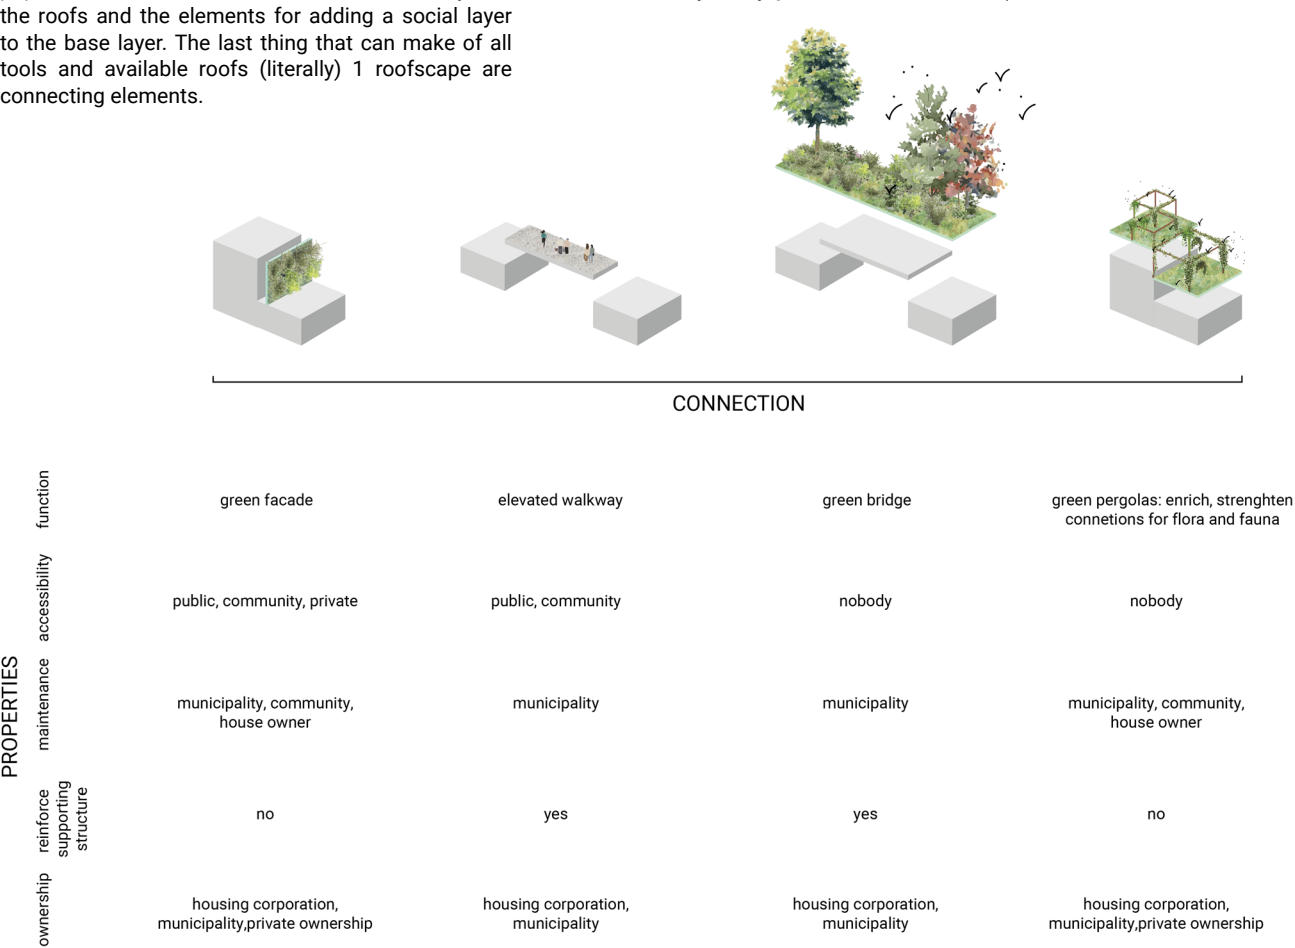 the roofs and the elements for adding a social layer
to the base layer. The last thing that can make of all
tools and available roofs (literally) 1 roofscape are
connecting elements.
CONNECTION
PROPERTIES
function
green facade
elevated walkway
green bridge
green pergolas: enrich, strenghten
connetions for flora and fauna
accessibility
public, community, private
public, community
nobody
nobody
maintenance
municipality, community,
house owner
municipality
municipality
municipality, community,
house owner
reinforce
supporting
structure
no
yes
yes
no
ownership
housing corporation,
municipality,private ownership
housing corporation,
municipality
housing corporation,
municipality
housing corporation,
municipality,private ownership